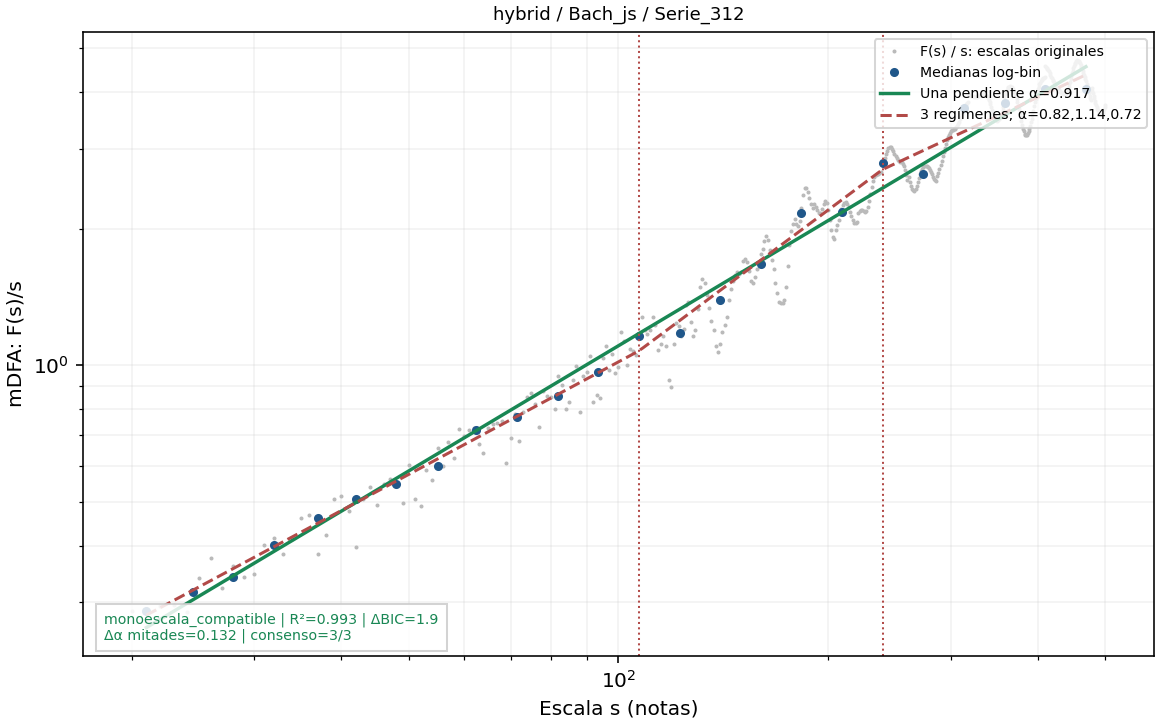 hybrid / Bach_js / Serie_312
F(s) / s: escalas originales
Medianas log-bin
Una pendiente α=0.917
3 regímenes; α=0.82,1.14,0.72
mDFA: F(s)/s
10⁰
monoescala_compatible | R²=0.993 | ΔBIC=1.9
Δα mitades=0.132 | consenso=3/3
10²
Escala s (notas)